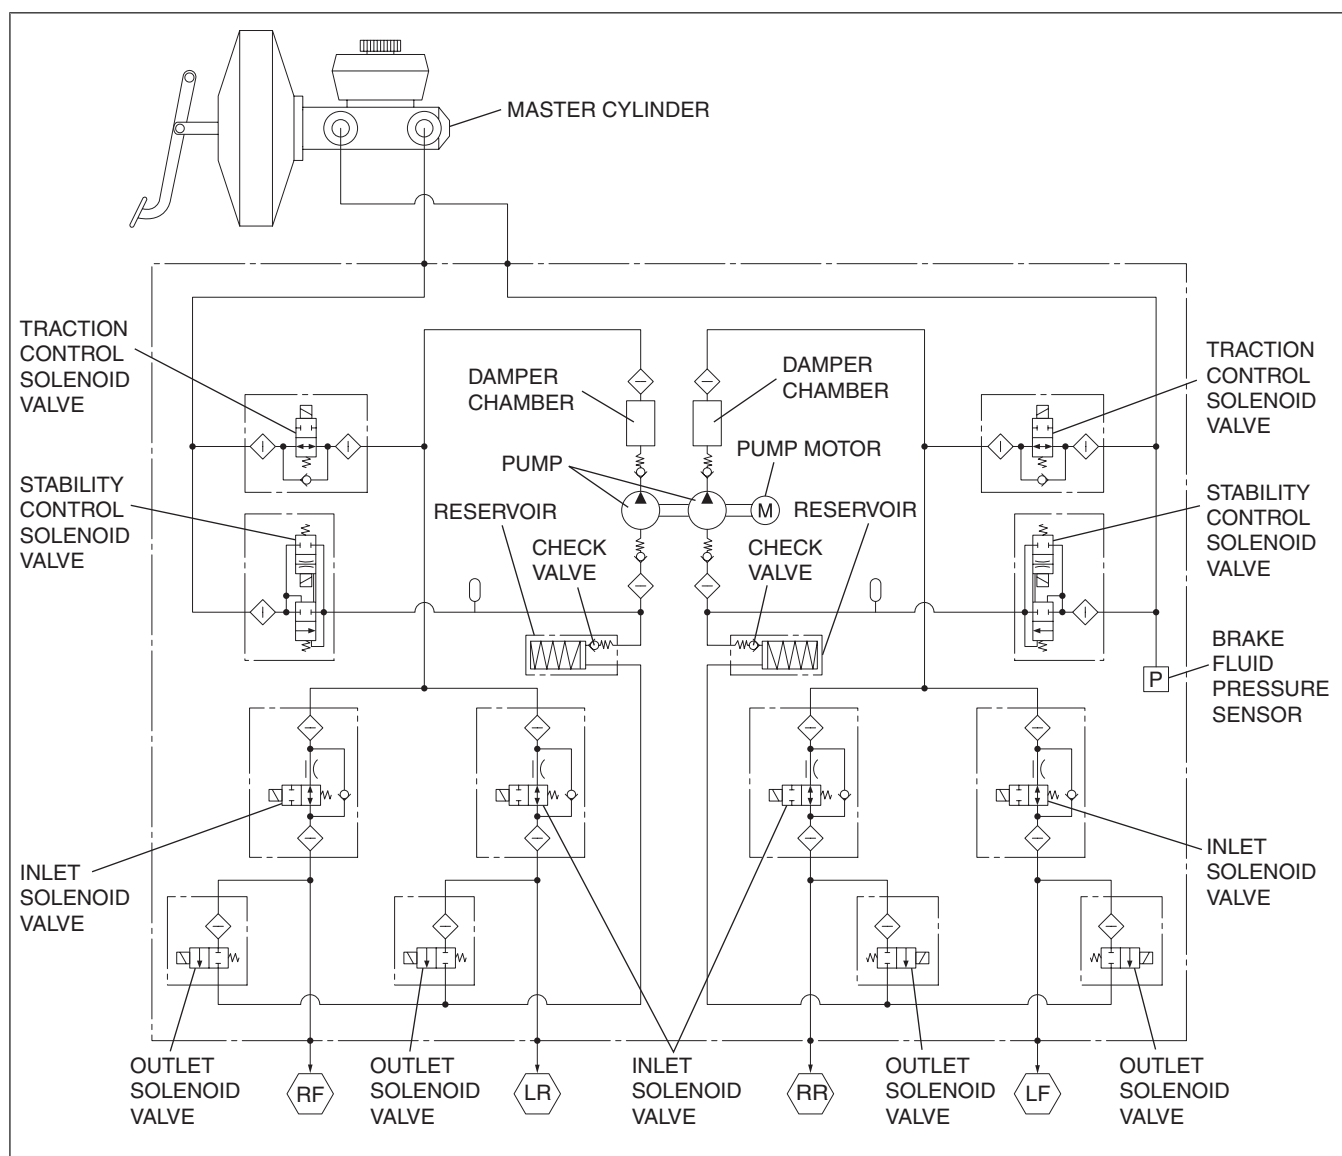 MASTER CYLINDER
TRACTION
CONTROL
SOLENOID
VALVE
DAMPER
CHAMBER
DAMPER
CHAMBER
TRACTION
CONTROL
SOLENOID
VALVE
PUMP
PUMP MOTOR
M
STABILITY
CONTROL
SOLENOID
VALVE
RESERVOIR
CHECK
VALVE
CHECK
VALVE
RESERVOIR
STABILITY
CONTROL
SOLENOID
VALVE
P
BRAKE
FLUID
PRESSURE
SENSOR
INLET
SOLENOID
VALVE
INLET
SOLENOID
VALVE
OUTLET
SOLENOID
VALVE
RF
OUTLET
SOLENOID
VALVE
LR
INLET
SOLENOID
VALVE
RR
OUTLET
SOLENOID
VALVE
LF
OUTLET
SOLENOID
VALVE